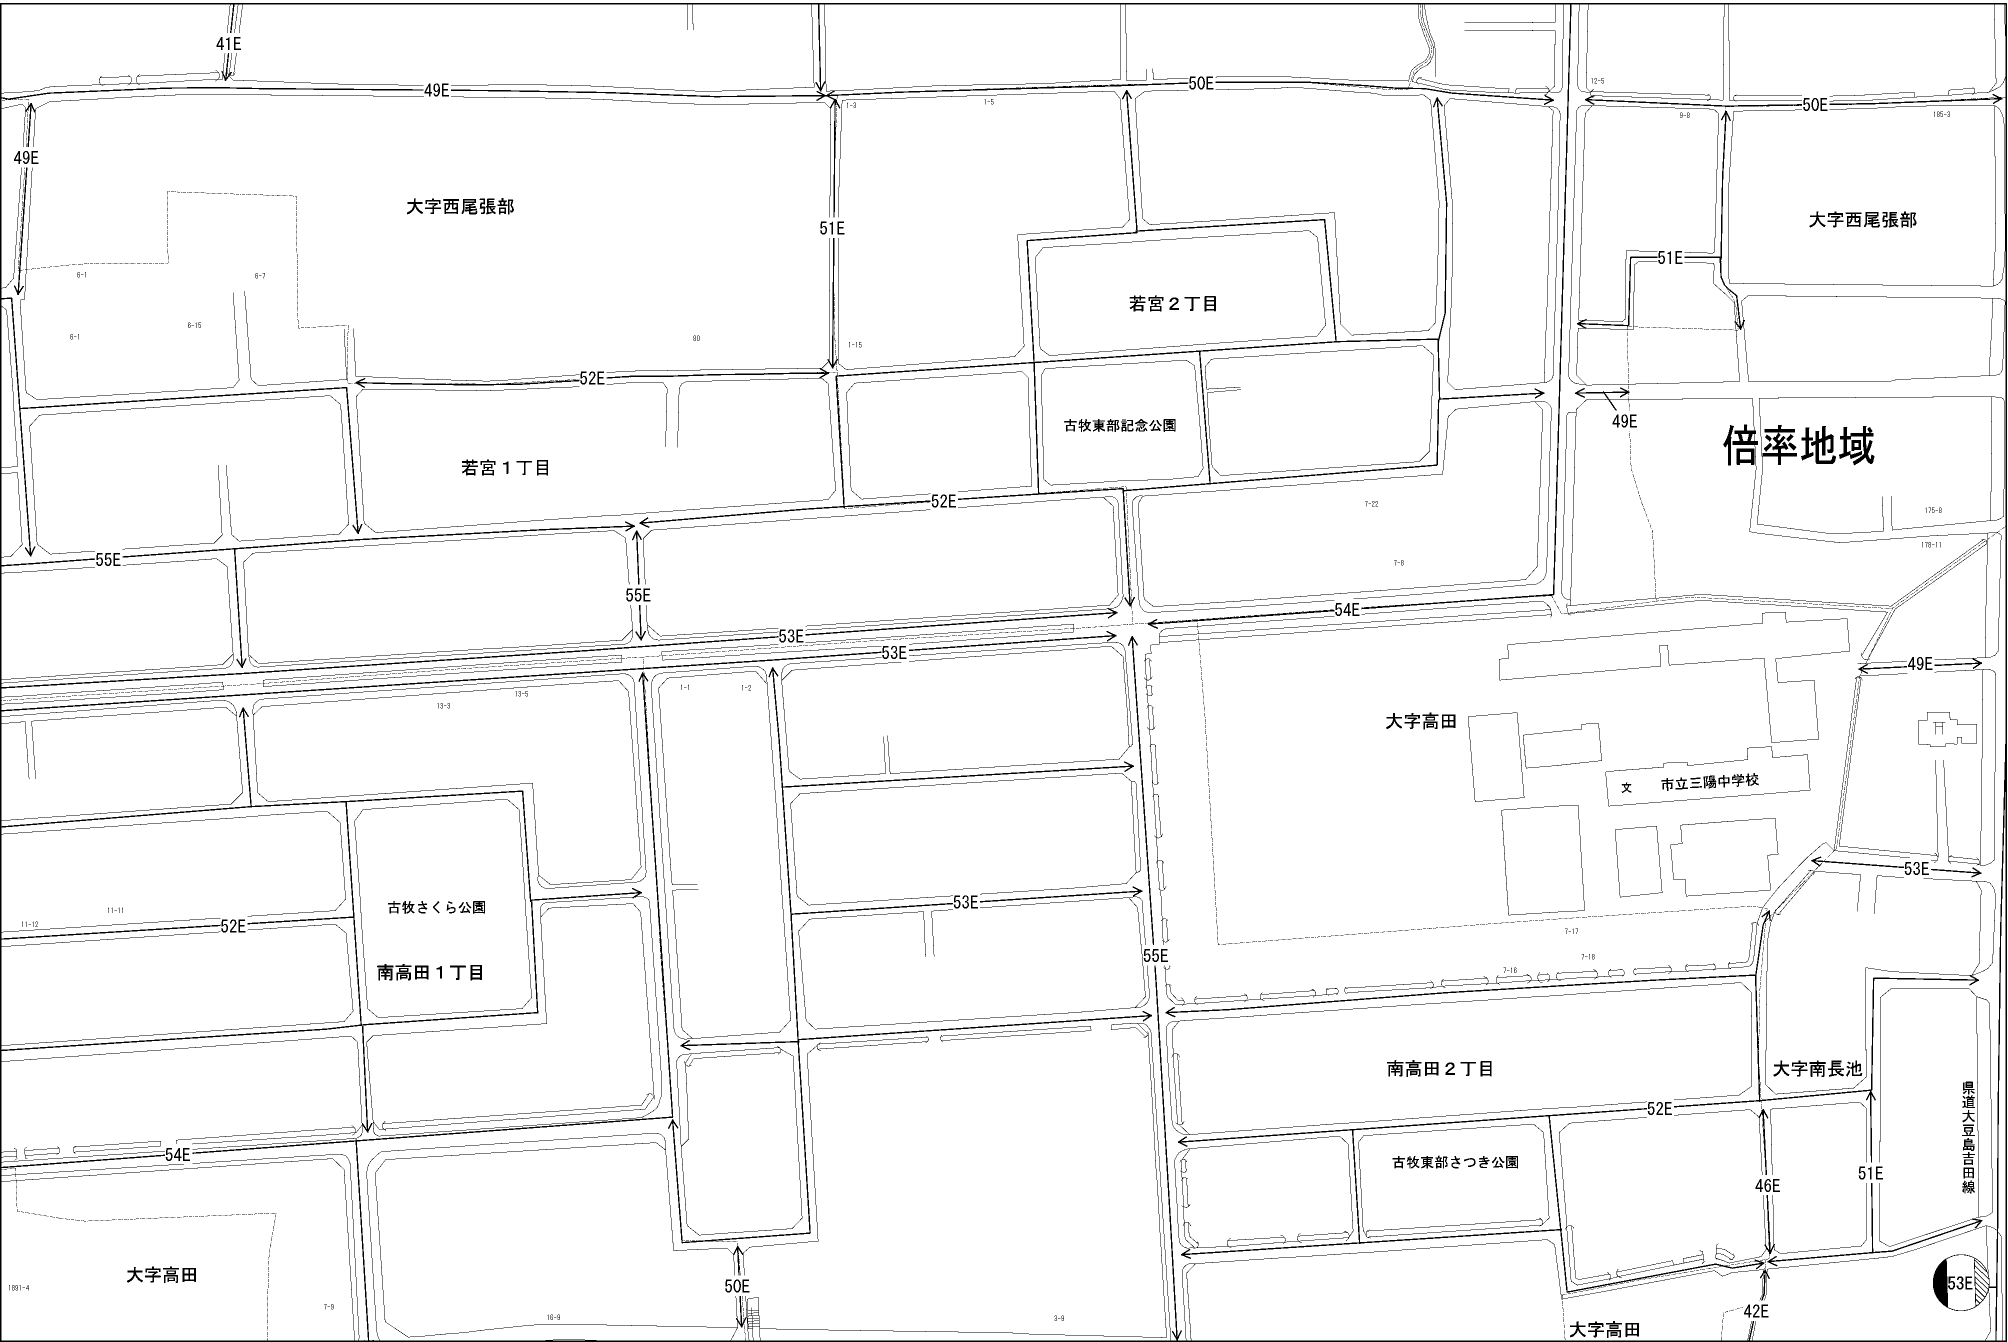 41E
49E
50E
12-5
1-3
1-5
50E
9-8
185-3
49E
大字西尾張部
51E
大字西尾張部
51E
6-1
6-7
若宮２丁目
6-1
6-15
80
1-15
52E
49E
古牧東部記念公園
倍率地域
若宮１丁目
52E
7-22
175-8
55E
178-11
7-8
55E
54E
53E
53E
49E
1-1
1-2
13-5
13-3
大字高田
文
市立三陽中学校
53E
古牧さくら公園
53E
11-11
11-12
52E
7-17
南高田１丁目
55E
7-18
7-16
南高田２丁目
大字南長池
県道大豆島吉田線
52E
54E
古牧東部さつき公園
51E
46E
大字高田
53E
50E
1891-4
7-9
16-9
3-9
42E
大字高田